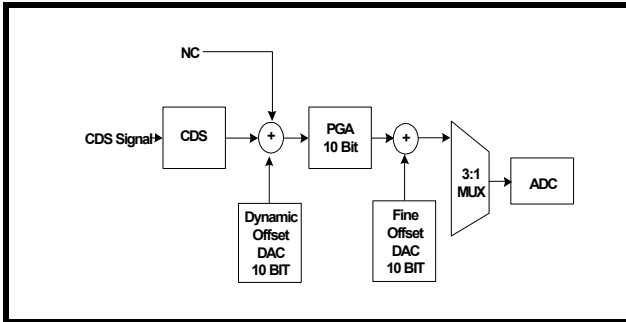 NC
CDS Signal
CDS
+
PGA
10 Bit
+
3:1
MUX
ADC
Dynamic
Offset
DAC
10 BIT
Fine
Offset
DAC
10 BIT